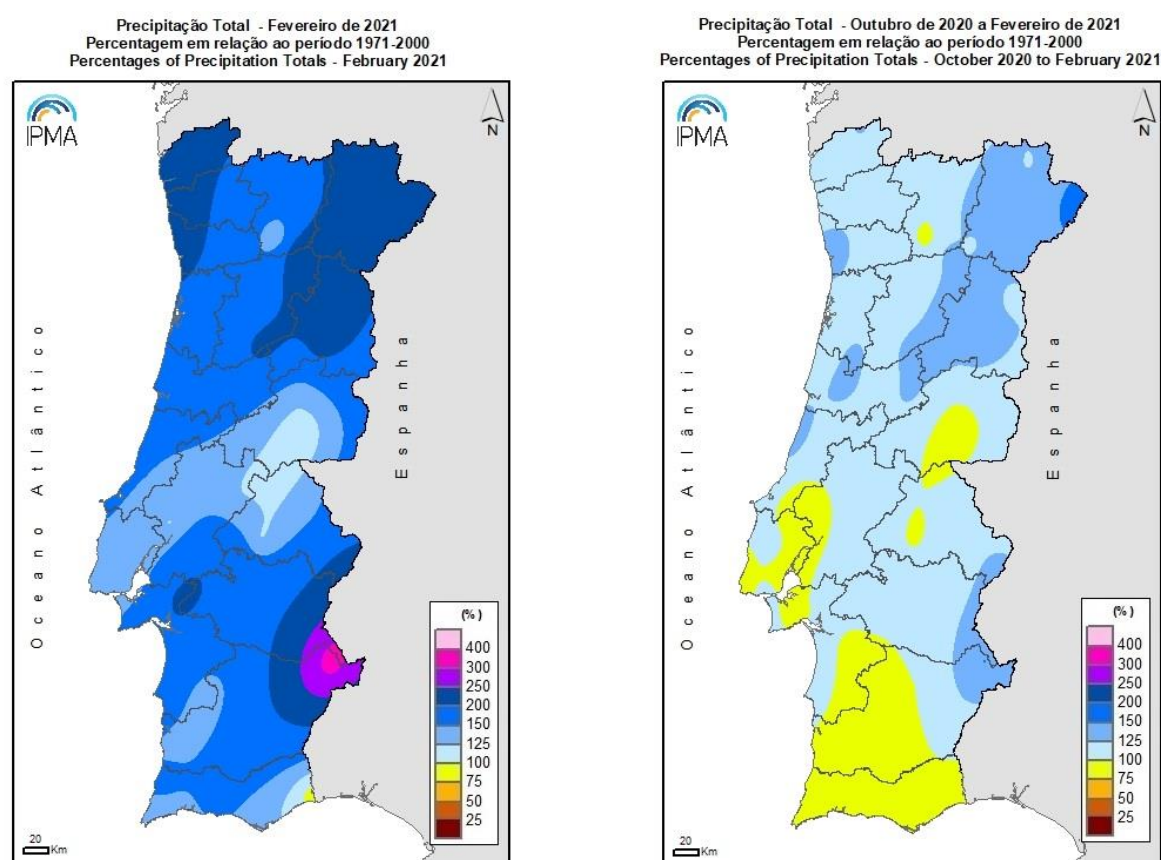 Precipitação Total - Fevereiro de 2021
Percentagem em relação ao período 1971-2000
Percentages of Precipitation Totals - February 2021
IPMA
N
Oceano Atlântico
Espanha
(%)
400
300
250
200
150
125
100
75
50
25
20
Km
Precipitação Total - Outubro de 2020 a Fevereiro de 2021
Percentagem em relação ao período 1971-2000
Percentages of Precipitation Totals - October 2020 to February 2021
IPMA
N
Oceano Atlântico
Espanha
(%)
400
300
250
200
150
125
100
75
50
25
20
Km